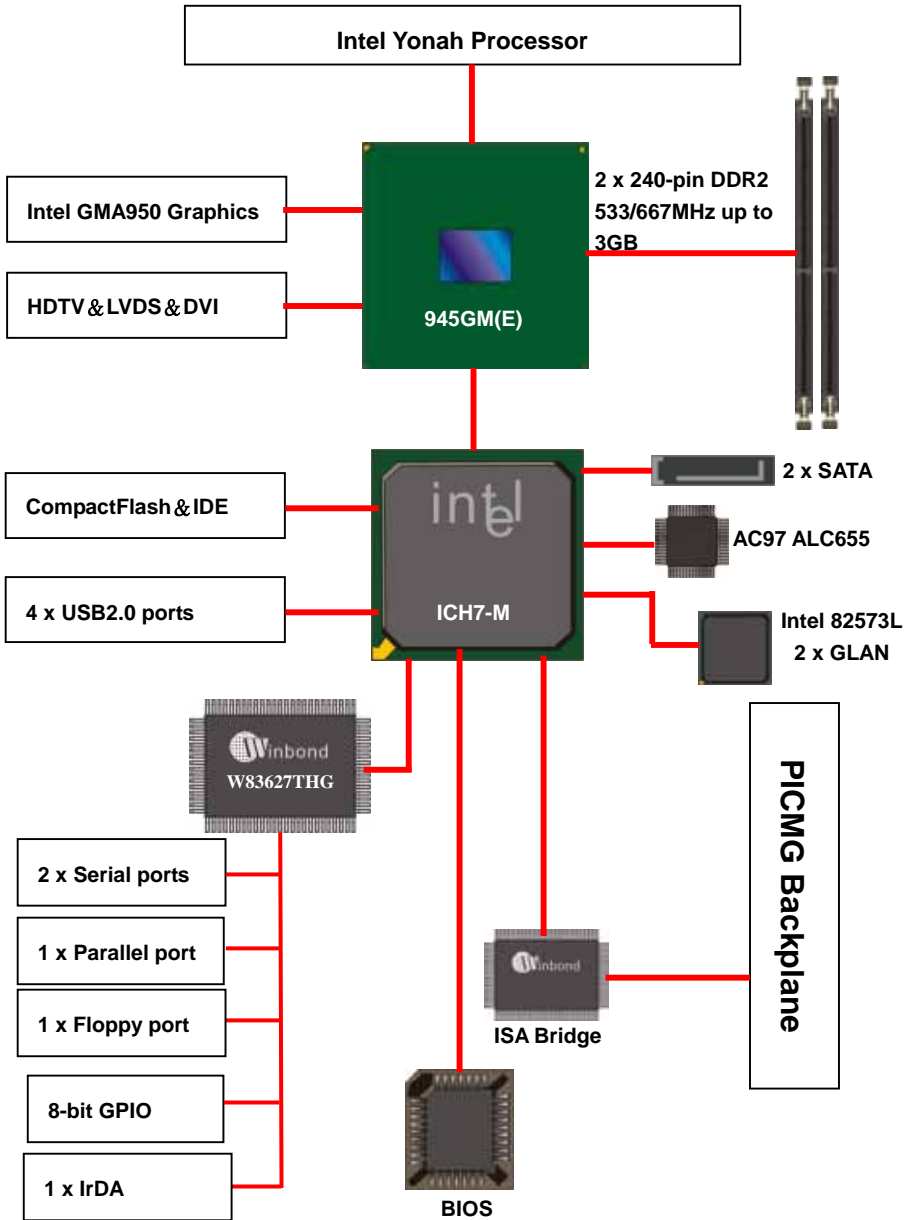 Intel Yonah Processor
2 x 240-pin DDR2
533/667MHz up to
3GB
Intel GMA950 Graphics
HDTV＆LVDS＆DVI
945GM(E)
CompactFlash＆IDE
4 x USB2.0 ports
intel
ICH7-M
2 x SATA
AC97 ALC655
Intel 82573L
2 x GLAN
Winbond
W83627THG
PICMG Backplane
2 x Serial ports
1 x Parallel port
1 x Floppy port
8-bit GPIO
1 x IrDA
Winbond
ISA Bridge
BIOS